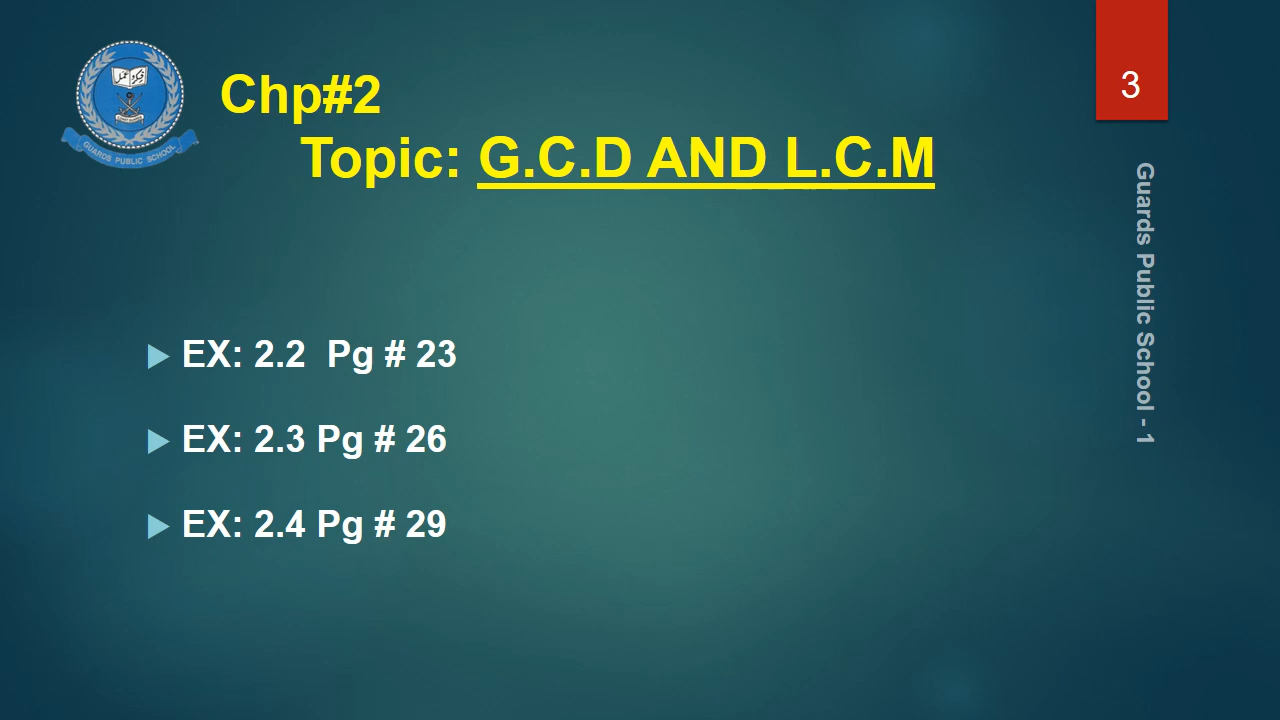 Chp#2
Topic: G.C.D AND L.C.M
3
EX: 2.2 Pg # 23
EX: 2.3 Pg # 26
EX: 2.4 Pg # 29
Guards Public School - 1
GUARDS PUBLIC SCHOOL